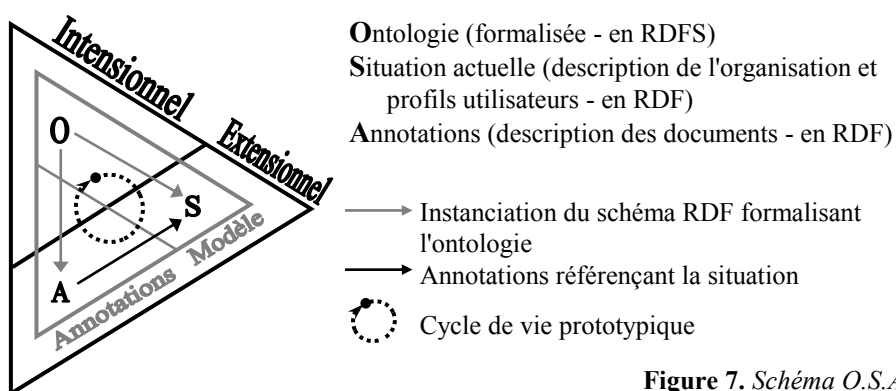 Intensionnel
Extensionnel
O
S
A
Annotations Modèle
Ontologie (formalisée - en RDFS)
Situation actuelle (description de l'organisation et
profils utilisateurs - en RDF)
Annotations (description des documents - en RDF)
Instanciation du schéma RDF formalisant
l'ontologie
Annotations référençant la situation
Cycle de vie prototypique
Figure 7. Schéma O.S.A